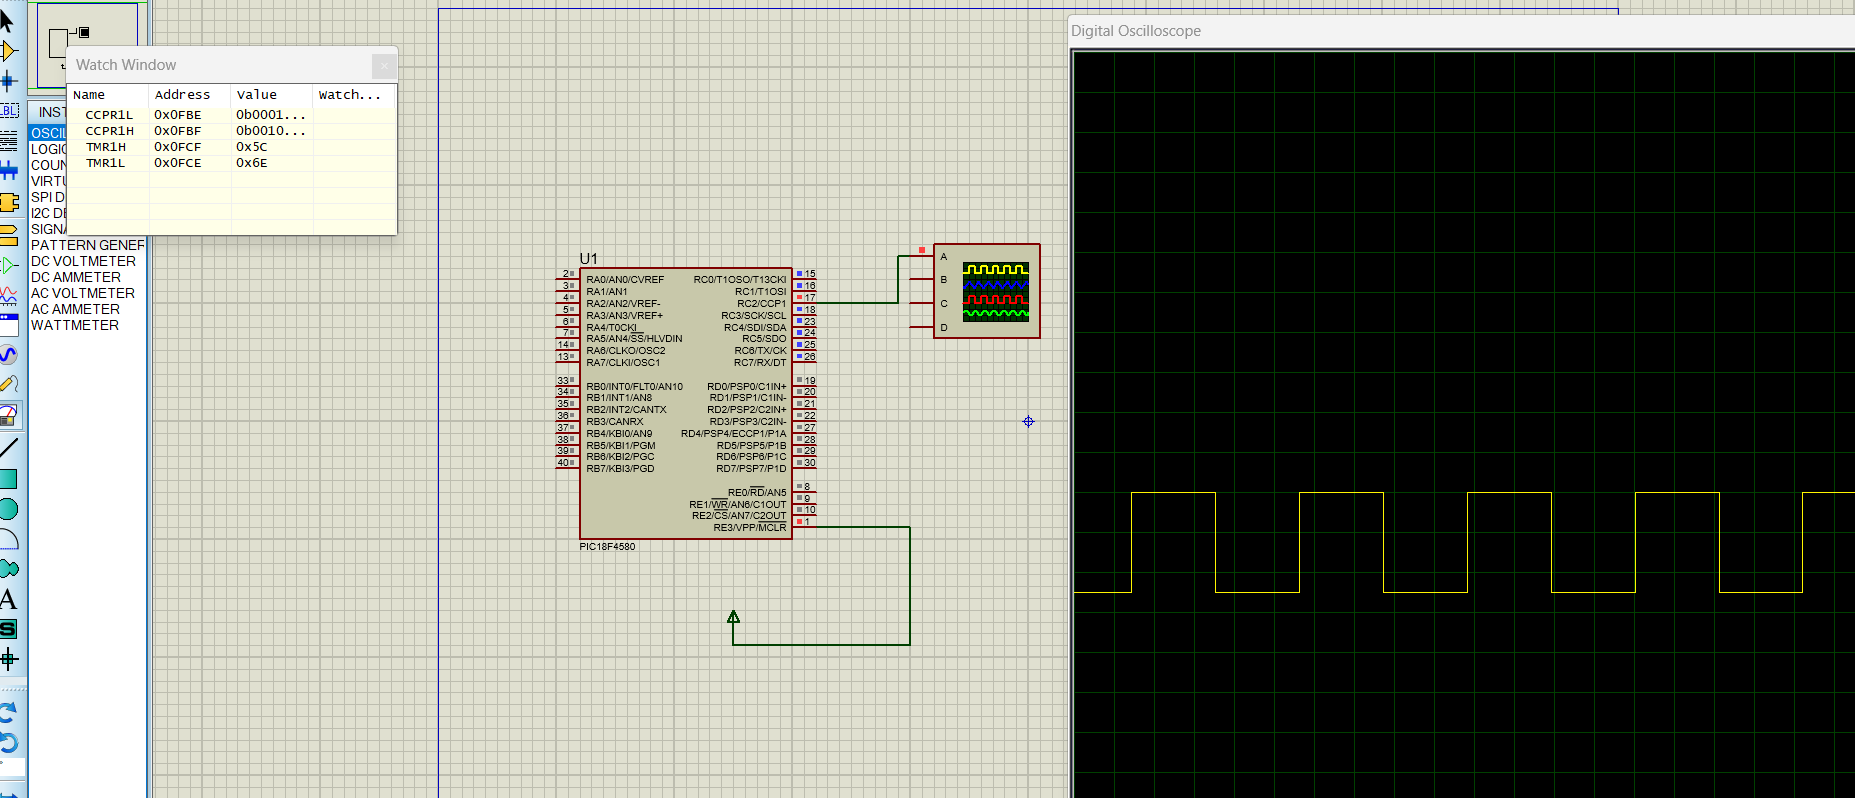 Digital Oscilloscope
Watch Window
Name Address Value Watch...
CCPR1L 0x0FBE 0b0001...
CCPR1H 0x0FBF 0b0010...
TMR1H 0x0FCF 0x5C
TMR1L 0x0FCE 0x6E
INST
OSCIL
LOGIC
COUN
VIRTU
SPI D
I2C DE
SIGNA
PATTERN GENER
DC VOLTMETER
DC AMMETER
AC VOLTMETER
AC AMMETER
WATTMETER
LBL
A
S
U1
2 RA0/AN0/CVREF RC0/T1OSO/T13CKI 15
3 RA1/AN1 RC1/T1OSI 16
4 RA2/AN2/VREF- RC2/CCP1 17
5 RA3/AN3/VREF+ RC3/SCK/SCL 18
6 RA4/T0CKI RC4/SDI/SDA 23
7 RA5/AN4/SS/HLVDIN RC5/SDO 24
14 RA6/CLKO/OSC2 RC6/TX/CK 25
13 RA7/CLKI/OSC1 RC7/RX/DT 26
33 RB0/INT0/FLT0/AN10 RD0/PSP0/C1IN+ 19
34 RB1/INT1/AN8 RD1/PSP1/C1IN- 20
35 RB2/INT2/CANTX RD2/PSP2/C2IN+ 21
36 RB3/CANRX RD3/PSP3/C2IN- 22
37 RB4/KBI0/AN9 RD4/PSP4/ECCP1/P1A 27
38 RB5/KBI1/PGM RD5/PSP5/P1B 28
39 RB6/KBI2/PGC RD6/PSP6/P1C 29
40 RB7/KBI3/PGD RD7/PSP7/P1D 30
RE0/RD/AN5 8
RE1/WR/AN6/C1OUT 9
RE2/CS/AN7/C2OUT 10
RE3/VPP/MCLR 1
PIC18F4580
A
B
C
D